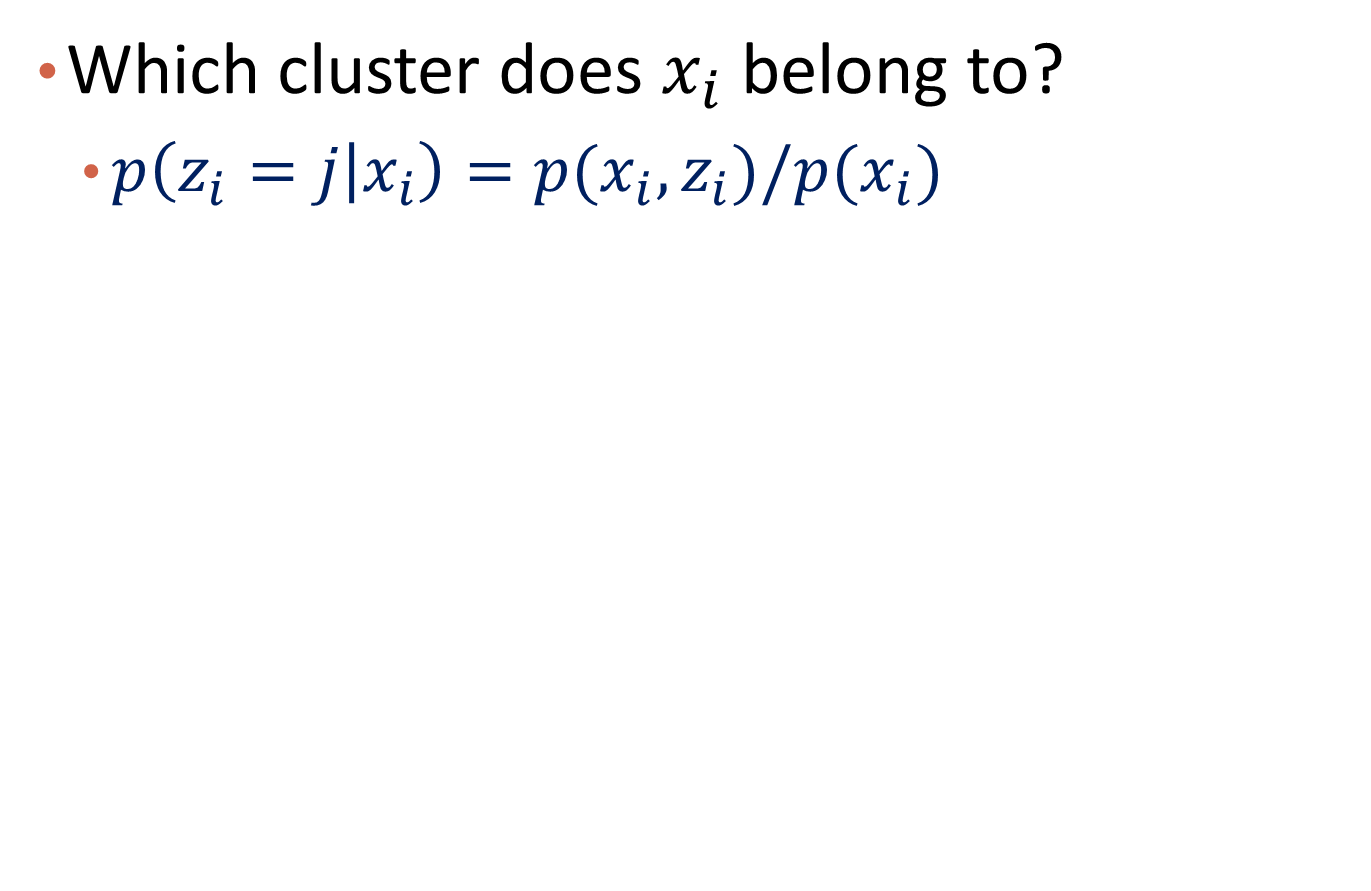 • Which cluster does 𝑥ᵢ belong to?
• 𝑝(𝑧ᵢ = 𝑗|𝑥ᵢ) = 𝑝(𝑥ᵢ, 𝑧ᵢ)/𝑝(𝑥ᵢ)